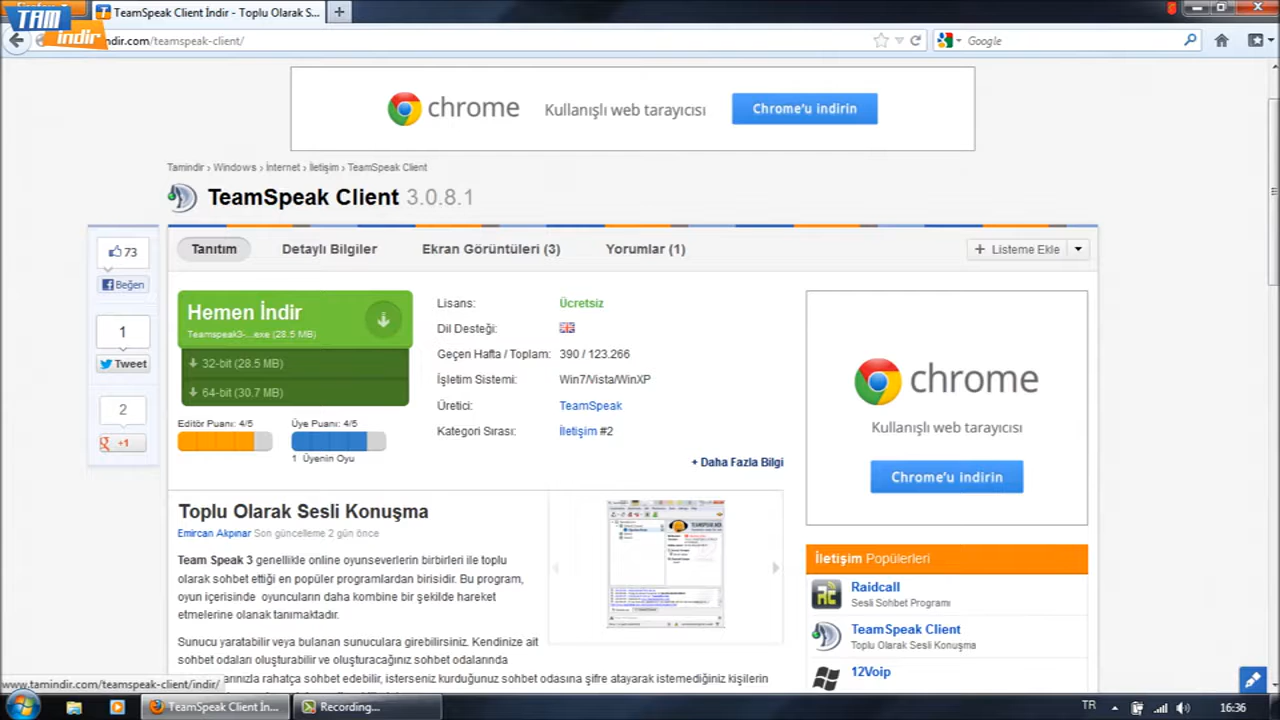 TeamSpeak Client İndir - Toplu Olarak S...
TAM
indir
ndir.com/teamspeak-client/
Google
chrome
Kullanışlı web tarayıcısı
Chrome'u indirin
Tamindir › Windows › İnternet › İletişim › TeamSpeak Client
TeamSpeak Client 3.0.8.1
Tanıtım
Detaylı Bilgiler
Ekran Görüntüleri (3)
Yorumlar (1)
+ Listeme Ekle
73
Beğen
1
Tweet
2
+1
Hemen İndir
Teamspeak3-...exe (28.5 MB)
32-bit (28.5 MB)
64-bit (30.7 MB)
Editör Puanı: 4/5
Üye Puanı: 4/5
1 Üyenin Oyu
Lisans: Ücretsiz
Dil Desteği:
Geçen Hafta / Toplam: 390 / 123.266
İşletim Sistemi: Win7/Vista/WinXP
Üretici: TeamSpeak
Kategori Sırası: İletişim #2
+ Daha Fazla Bilgi
chrome
Kullanışlı web tarayıcısı
Chrome'u indirin
Toplu Olarak Sesli Konuşma
Emircan Akpınar Son güncelleme 2 gün önce
Team Speak 3 genellikle online oyunseverlerin birbirleri ile toplu
olarak sohbet ettiği en popüler programlardan birisidir. Bu program,
oyun içerisinde oyuncuların daha kombine bir şekilde hareket
etmelerine olanak tanımaktadır.
Sunucu yaratabilir veya bulanan sunuculara girebilirsiniz. Kendinize ait
sohbet odaları oluşturabilir ve oluşturacağınız sohbet odalarında
rahatça sohbet edebilir, isterseniz kurduğunuz sohbet odasına şifre atayarak istemediğiniz kişilerin
İletişim Popülerleri
Raidcall
Sesli Sohbet Programı
TeamSpeak Client
Toplu Olarak Sesli Konuşma
12Voip
www.tamindir.com/teamspeak-client/indir/
TeamSpeak Client İn...
Recording...
TR
16:36